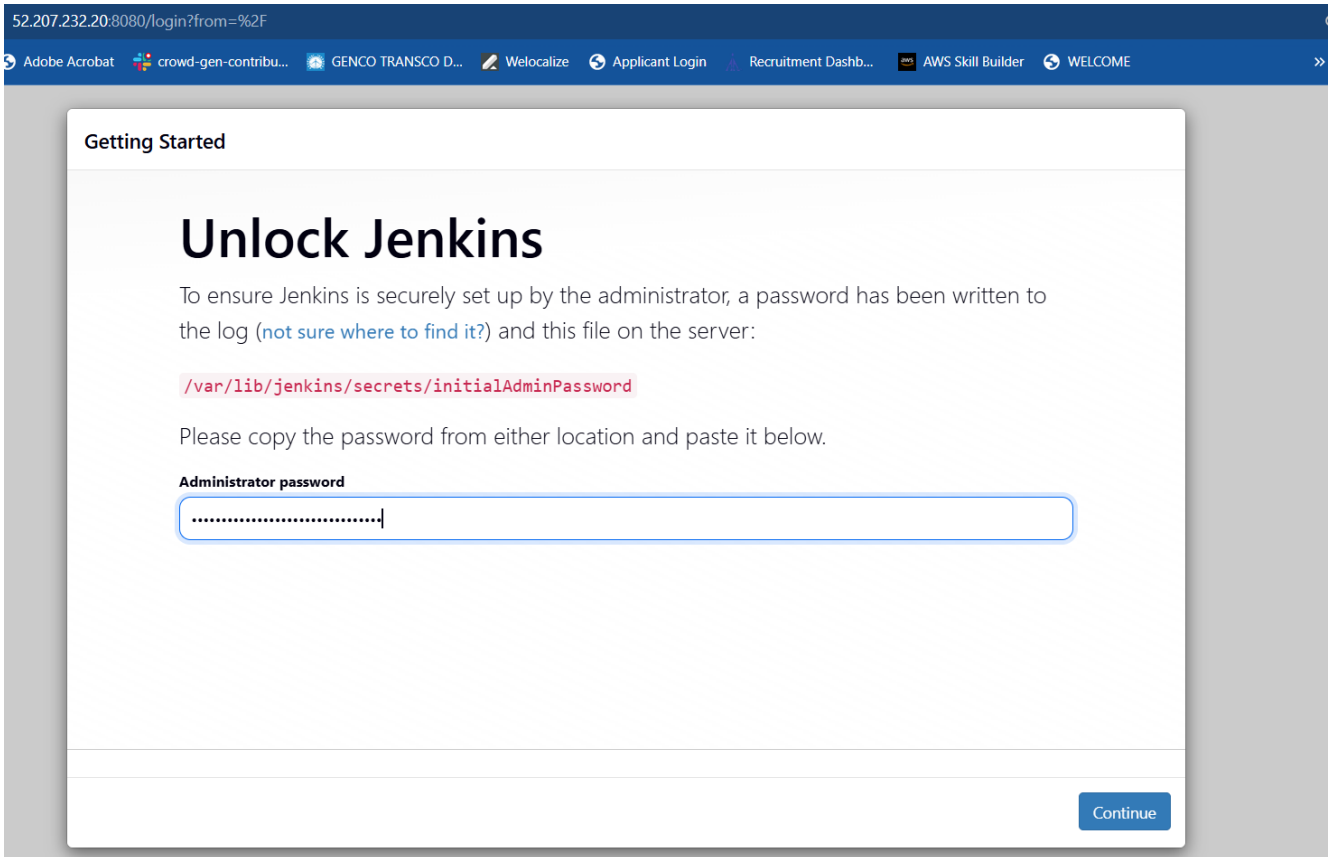 52.207.232.20:8080/login?from=%2F
Adobe Acrobat crowd-gen-contribu... GENCO TRANSCO D... Welocalize Applicant Login Recruitment Dashb... aws AWS Skill Builder WELCOME »
Getting Started
Unlock Jenkins
To ensure Jenkins is securely set up by the administrator, a password has been written to
the log (not sure where to find it?) and this file on the server:
/var/lib/jenkins/secrets/initialAdminPassword
Please copy the password from either location and paste it below.
Administrator password
••••••••••••••••••••••••••••••••
Continue